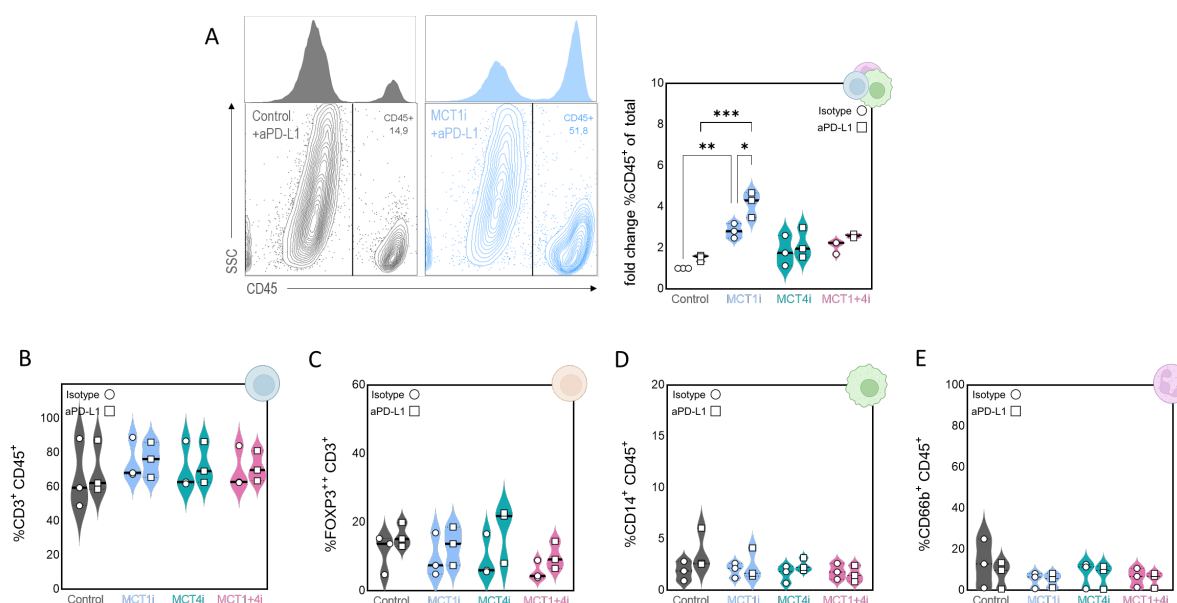 A
Control
+aPD-L1
CD45+
14,9
MCT1i
+aPD-L1
CD45+
51,8
SSC
CD45
fold change %CD45⁺ of total
10
8
6
4
2
0
Isotype
aPD-L1
***
**
*
Control MCT1i MCT4i MCT1+4i
B
%CD3⁺ CD45⁺
100
80
60
40
20
0
Isotype
aPD-L1
Control MCT1i MCT4i MCT1+4i
C
%FOXP3⁺⁺ CD3⁺
60
40
20
0
Isotype
aPD-L1
Control MCT1i MCT4i MCT1+4i
D
%CD14⁺ CD45⁺
20
15
10
5
0
Isotype
aPD-L1
Control MCT1i MCT4i MCT1+4i
E
%CD66b⁺ CD45⁺
100
80
60
40
20
0
Isotype
aPD-L1
Control MCT1i MCT4i MCT1+4i